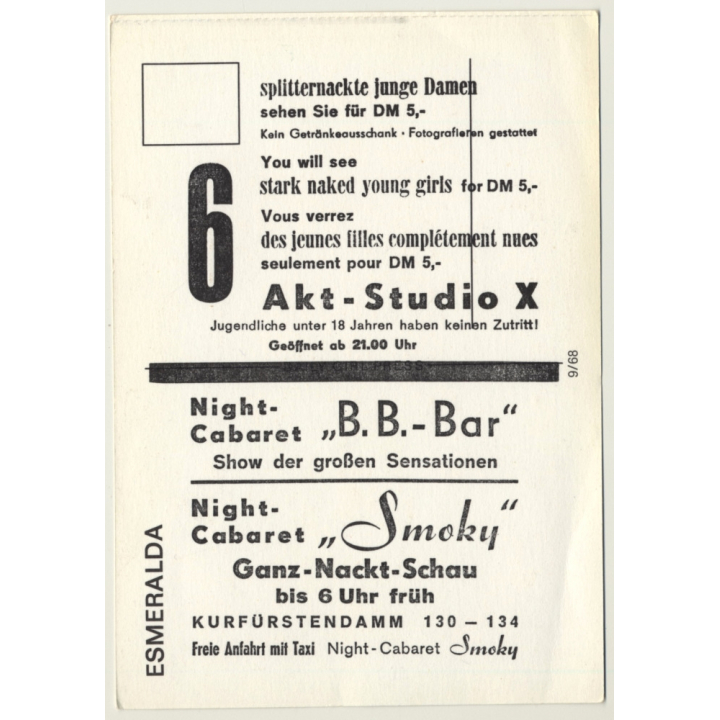 splitternackte junge Damen
sehen Sie für DM 5,-
Kein Getränkeausschank · Fotografieren gestattet
6
You will see
stark naked young girls for DM 5,-
Vous verrez
des jeunes filles complétement nues
seulement pour DM 5,-
Akt-Studio X
Jugendliche unter 18 Jahren haben keinen Zutritt!
Geöffnet ab 21.00 Uhr
9/68
Night-
Cabaret „B.B.-Bar“
Show der großen Sensationen
Night-
Cabaret „Smoky“
Ganz-Nackt-Schau
bis 6 Uhr früh
KURFÜRSTENDAMM 130 – 134
Freie Anfahrt mit Taxi Night-Cabaret Smoky
ESMERALDA